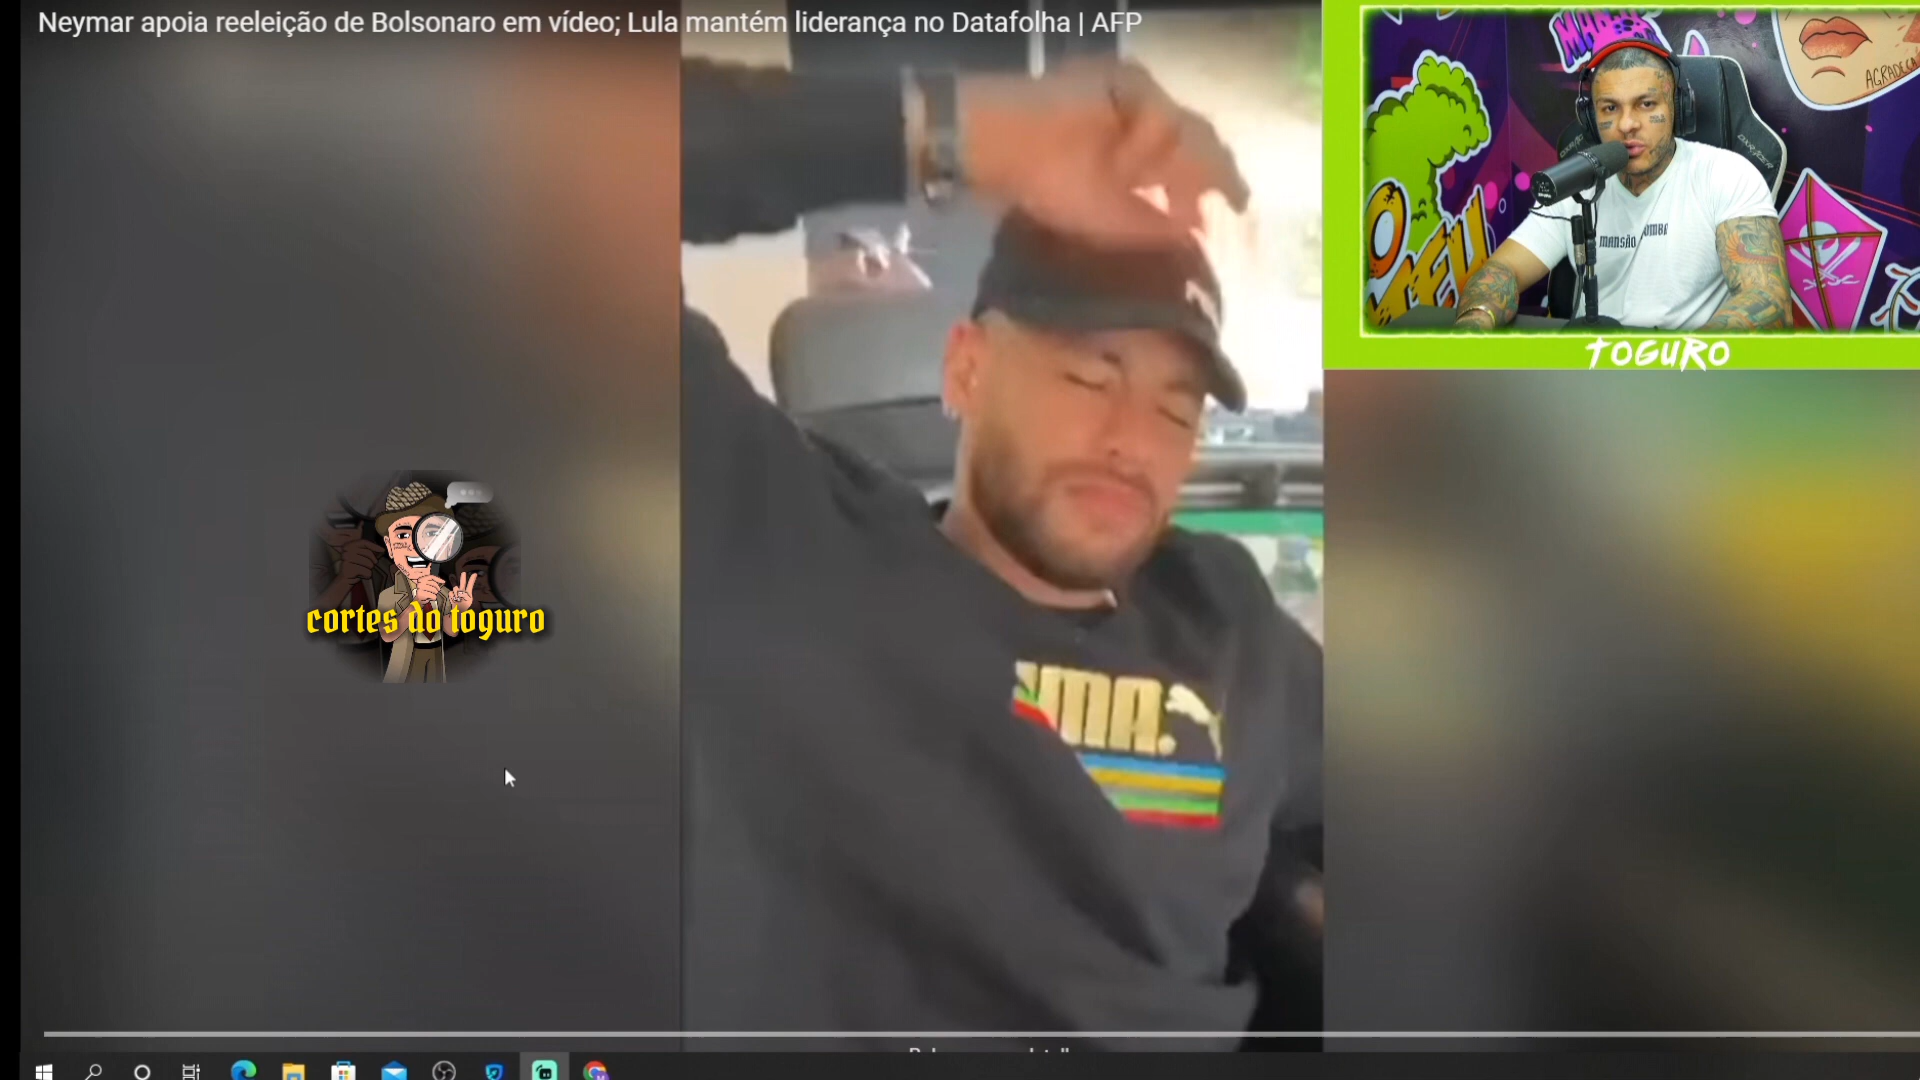 Neymar apoia reeleição de Bolsonaro em vídeo; Lula mantém liderança no Datafolha | AFP
AGRADEÇA
MANSÃO
TOGURO
cortes do toguro
UMA.